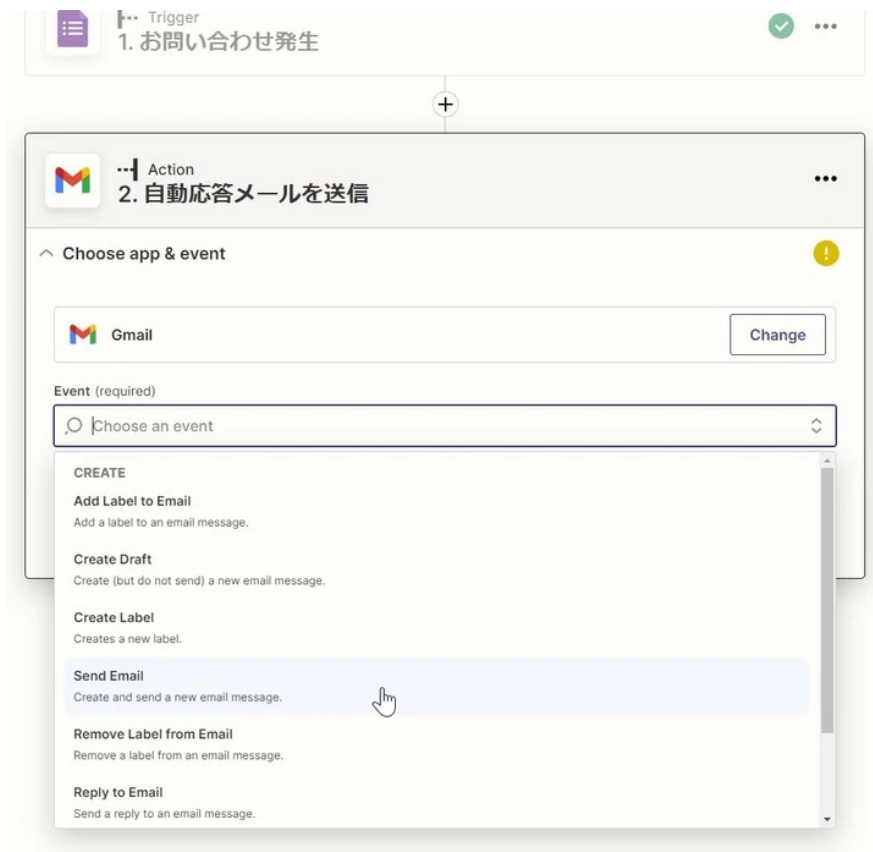 Trigger
1. お問い合わせ発生
Action
2. 自動応答メールを送信
Choose app & event
Gmail
Change
Event (required)
Choose an event
CREATE
Add Label to Email
Add a label to an email message.
Create Draft
Create (but do not send) a new email message.
Create Label
Creates a new label.
Send Email
Create and send a new email message.
Remove Label from Email
Remove a label from an email message.
Reply to Email
Send a reply to an email message.